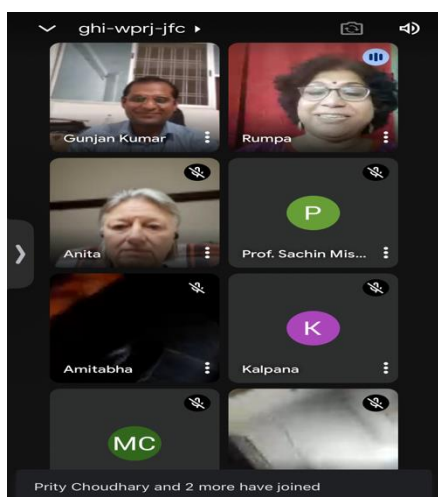 ghi-wprj-jfc
Gunjan Kumar
Rumpa
Anita
P
Prof. Sachin Mis...
Amitabha
K
Kalpana
MC
Prity Choudhary and 2 more have joined